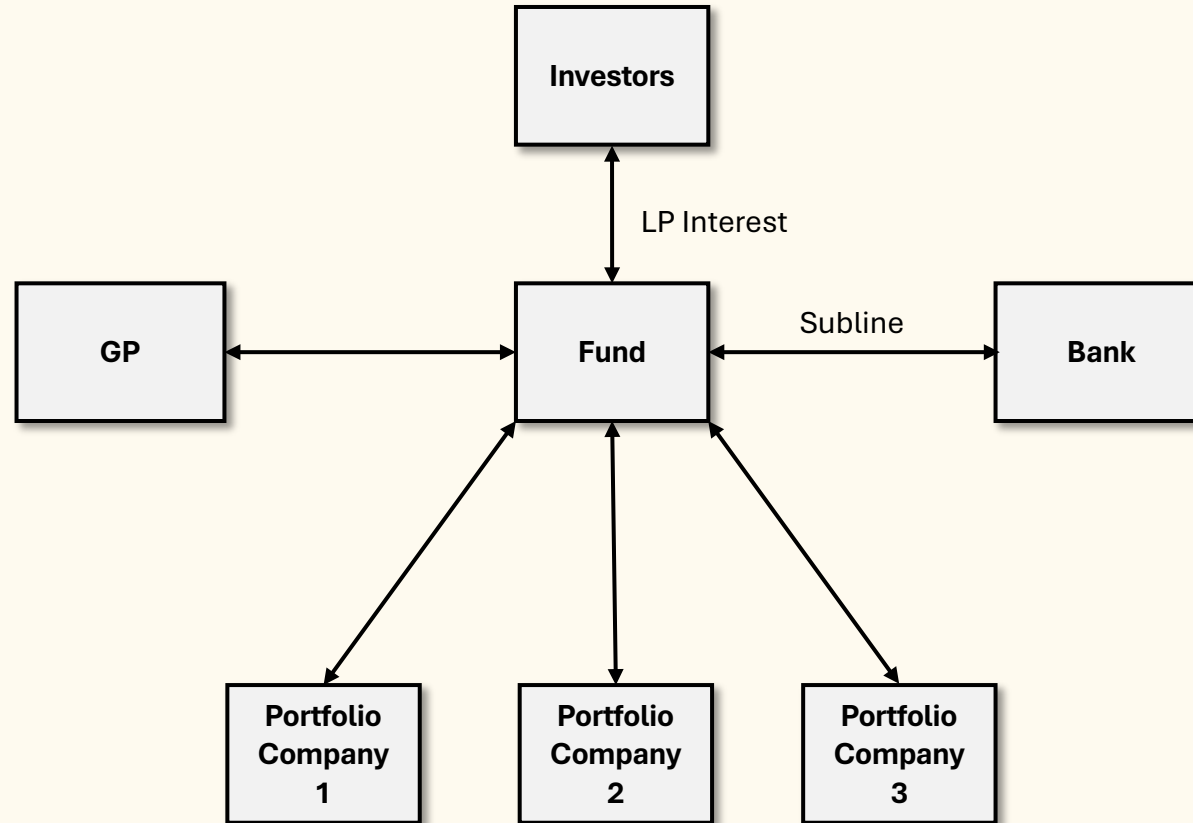 Investors
LP Interest
GP
Fund
Subline
Bank
Portfolio
Company
1
Portfolio
Company
2
Portfolio
Company
3